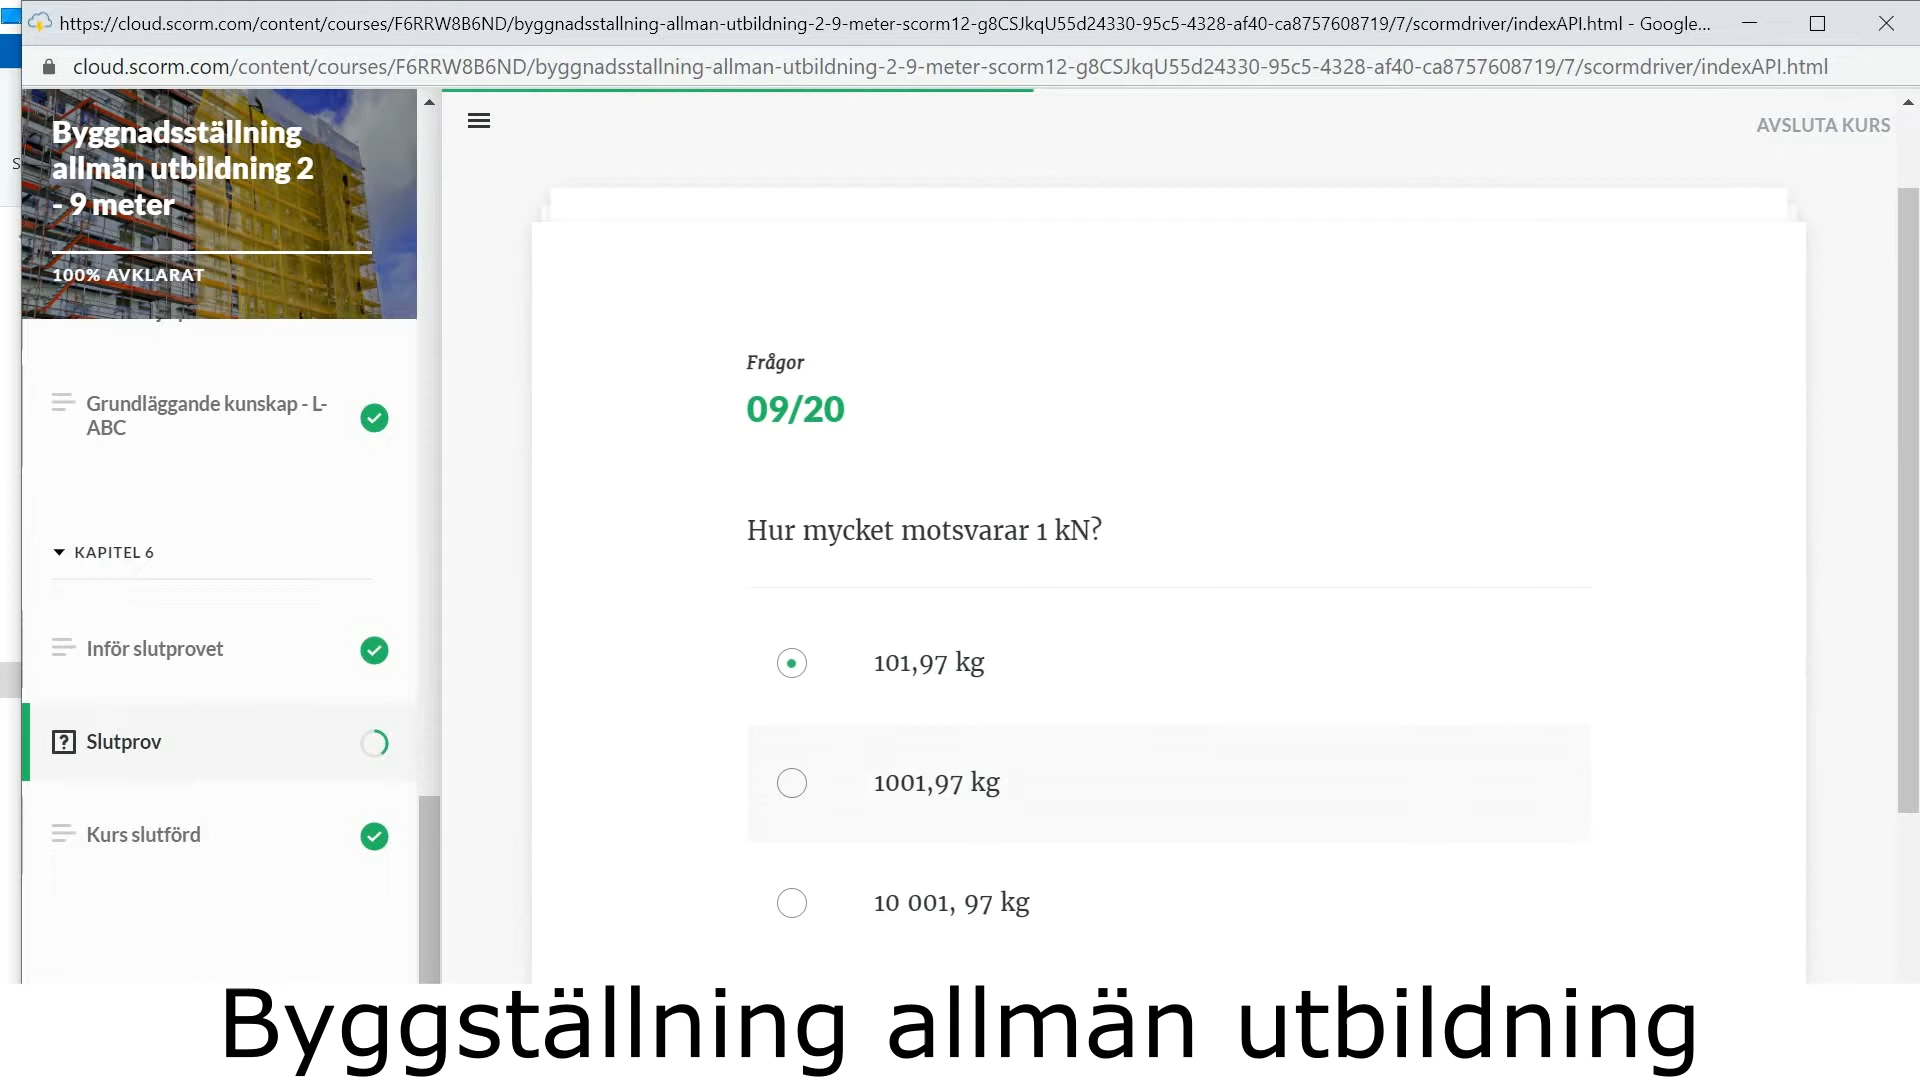 https://cloud.scorm.com/content/courses/F6RRW8B6ND/byggnadsstallning-allman-utbildning-2-9-meter-scorm12-g8CSJkqU55d24330-95c5-4328-af40-ca8757608719/7/scormdriver/indexAPI.html - Google...
cloud.scorm.com/content/courses/F6RRW8B6ND/byggnadsstallning-allman-utbildning-2-9-meter-scorm12-g8CSJkqU55d24330-95c5-4328-af40-ca8757608719/7/scormdriver/indexAPI.html
Byggnadsställning
allmän utbildning 2
- 9 meter
100% AVKLARAT
Grundläggande kunskap - L-
ABC
KAPITEL 6
Inför slutprovet
Slutprov
Kurs slutförd
AVSLUTA KURS
Frågor
09/20
Hur mycket motsvarar 1 kN?
101,97 kg
1001,97 kg
10 001, 97 kg
Byggställning allmän utbildning